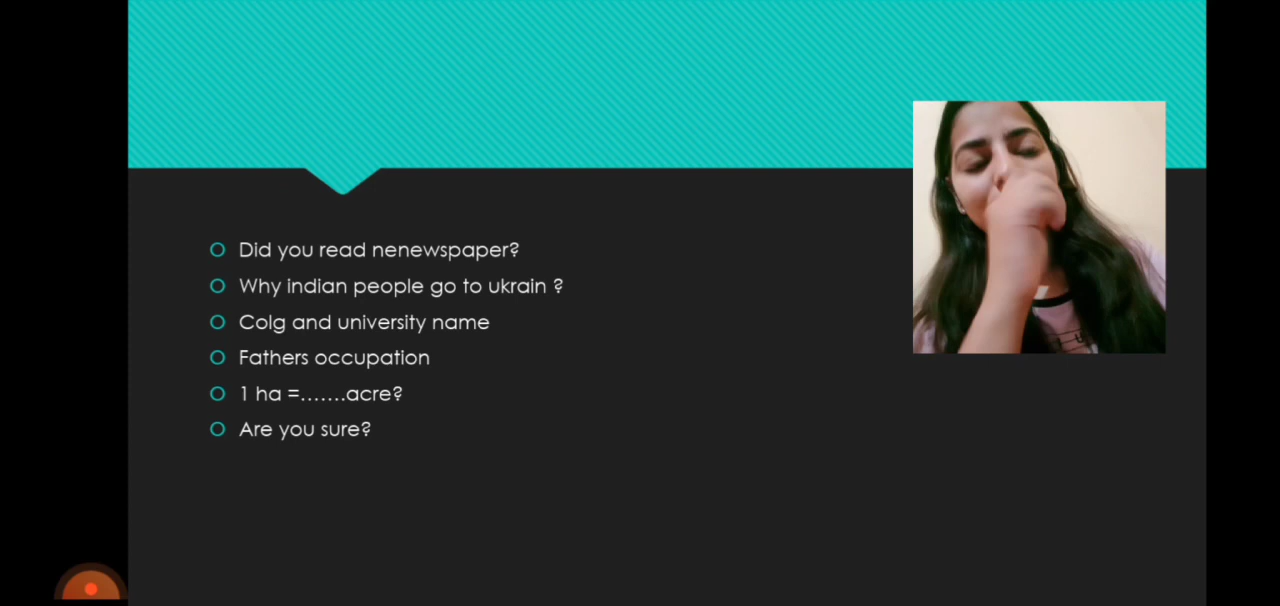 Did you read nenewspaper?
Why indian people go to ukrain ?
Colg and university name
Fathers occupation
1 ha =.......acre?
Are you sure?